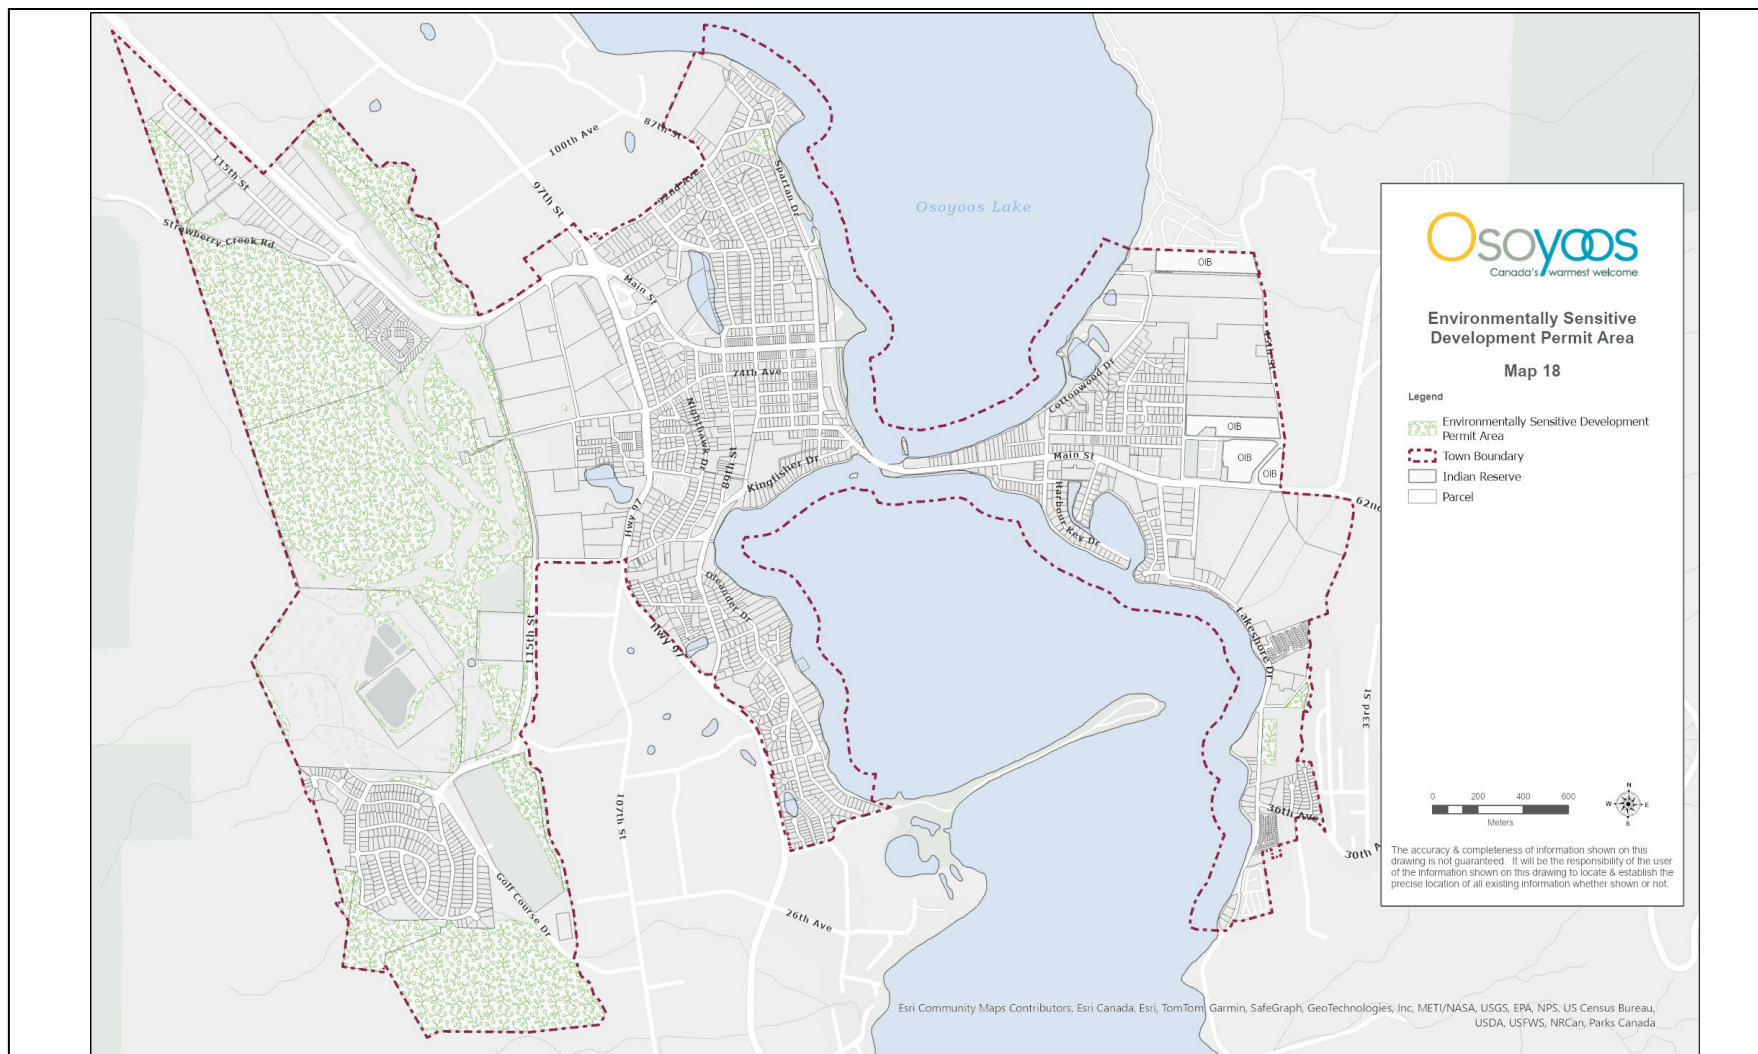 87th St
100th Ave
115th St
97th St
92nd Ave
Spartan Dr
Osoyoos Lake
Strawberry Creek Rd
Main St
OIB
45th St
74th Ave
Nighthawk Dr
89th St
Kingfisher Dr
Cottonwood Dr
OIB
Main St
OIB
OIB
Hwy 97
Harbour Key Dr
62nd
Oleander Dr
Hwy 97
115th St
Lakeshore Dr
33rd St
107th St
36th Ave
30th A
Golf Course Dr
26th Ave
Osoyoos
Canada's warmest welcome
Environmentally Sensitive
Development Permit Area
Map 18
Legend
Environmentally Sensitive Development
Permit Area
Town Boundary
Indian Reserve
Parcel
0 200 400 600
Meters
N
W E
S
The accuracy & completeness of information shown on this
drawing is not guaranteed. It will be the responsibility of the user
of the information shown on this drawing to locate & establish the
precise location of all existing information whether shown or not.
Esri Community Maps Contributors, Esri Canada, Esri, TomTom, Garmin, SafeGraph, GeoTechnologies, Inc, METI/NASA, USGS, EPA, NPS, US Census Bureau,
USDA, USFWS, NRCan, Parks Canada